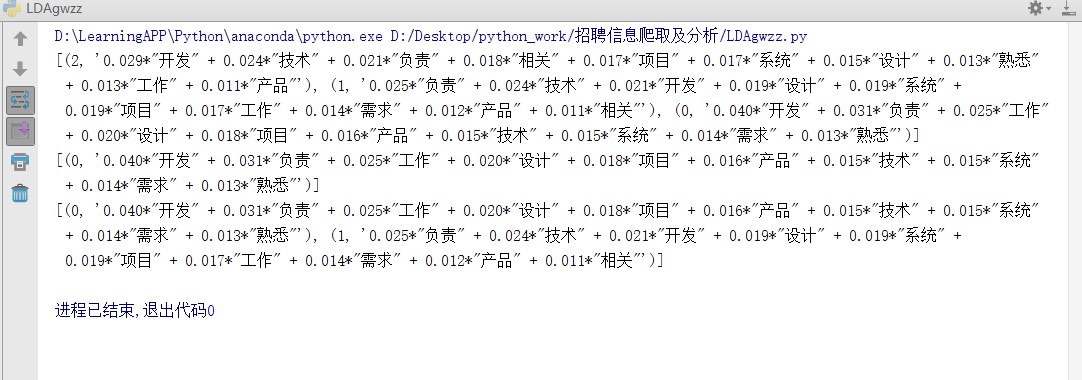 LDAgwzz
D:\LearningAPP\Python\anaconda\python.exe D:/Desktop/python_work/招聘信息爬取及分析/LDAgwzz.py
[(2, '0.029*"开发" + 0.024*"技术" + 0.021*"负责" + 0.018*"相关" + 0.017*"项目" + 0.017*"系统" + 0.015*"设计" + 0.013*"熟悉"
+ 0.013*"工作" + 0.011*"产品"'), (1, '0.025*"负责" + 0.024*"技术" + 0.021*"开发" + 0.019*"设计" + 0.019*"系统" +
0.019*"项目" + 0.017*"工作" + 0.014*"需求" + 0.012*"产品" + 0.011*"相关"'), (0, '0.040*"开发" + 0.031*"负责" + 0.025*"工作"
+ 0.020*"设计" + 0.018*"项目" + 0.016*"产品" + 0.015*"技术" + 0.015*"系统" + 0.014*"需求" + 0.013*"熟悉"')]
[(0, '0.040*"开发" + 0.031*"负责" + 0.025*"工作" + 0.020*"设计" + 0.018*"项目" + 0.016*"产品" + 0.015*"技术" + 0.015*"系统"
+ 0.014*"需求" + 0.013*"熟悉"')]
[(0, '0.040*"开发" + 0.031*"负责" + 0.025*"工作" + 0.020*"设计" + 0.018*"项目" + 0.016*"产品" + 0.015*"技术" + 0.015*"系统"
+ 0.014*"需求" + 0.013*"熟悉"'), (1, '0.025*"负责" + 0.024*"技术" + 0.021*"开发" + 0.019*"设计" + 0.019*"系统" +
0.019*"项目" + 0.017*"工作" + 0.014*"需求" + 0.012*"产品" + 0.011*"相关"')]
进程已结束,退出代码0